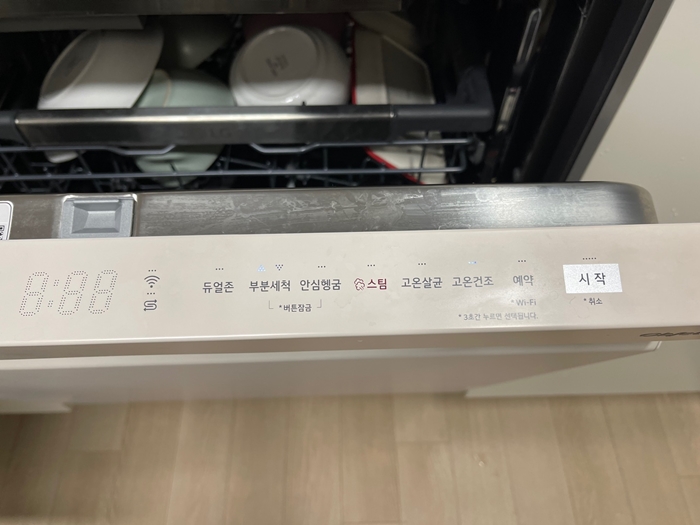 8:88
듀얼존 부분세척 안심헹굼 스팀 고온살균 고온건조 예약 시작
*버튼잠금 *Wi-Fi *취소
*3초간 누르면 선택됩니다.